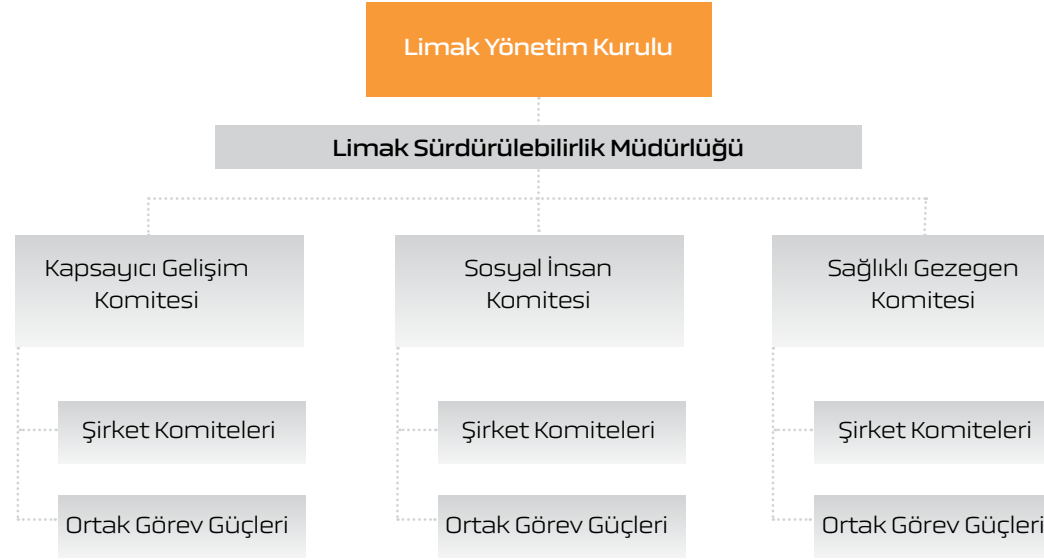 Limak Yönetim Kurulu
Limak Sürdürülebilirlik Müdürlüğü
Kapsayıcı Gelişim
Komitesi
Şirket Komiteleri
Ortak Görev Güçleri
Sosyal İnsan
Komitesi
Şirket Komiteleri
Ortak Görev Güçleri
Sağlıklı Gezegen
Komitesi
Şirket Komiteleri
Ortak Görev Güçleri